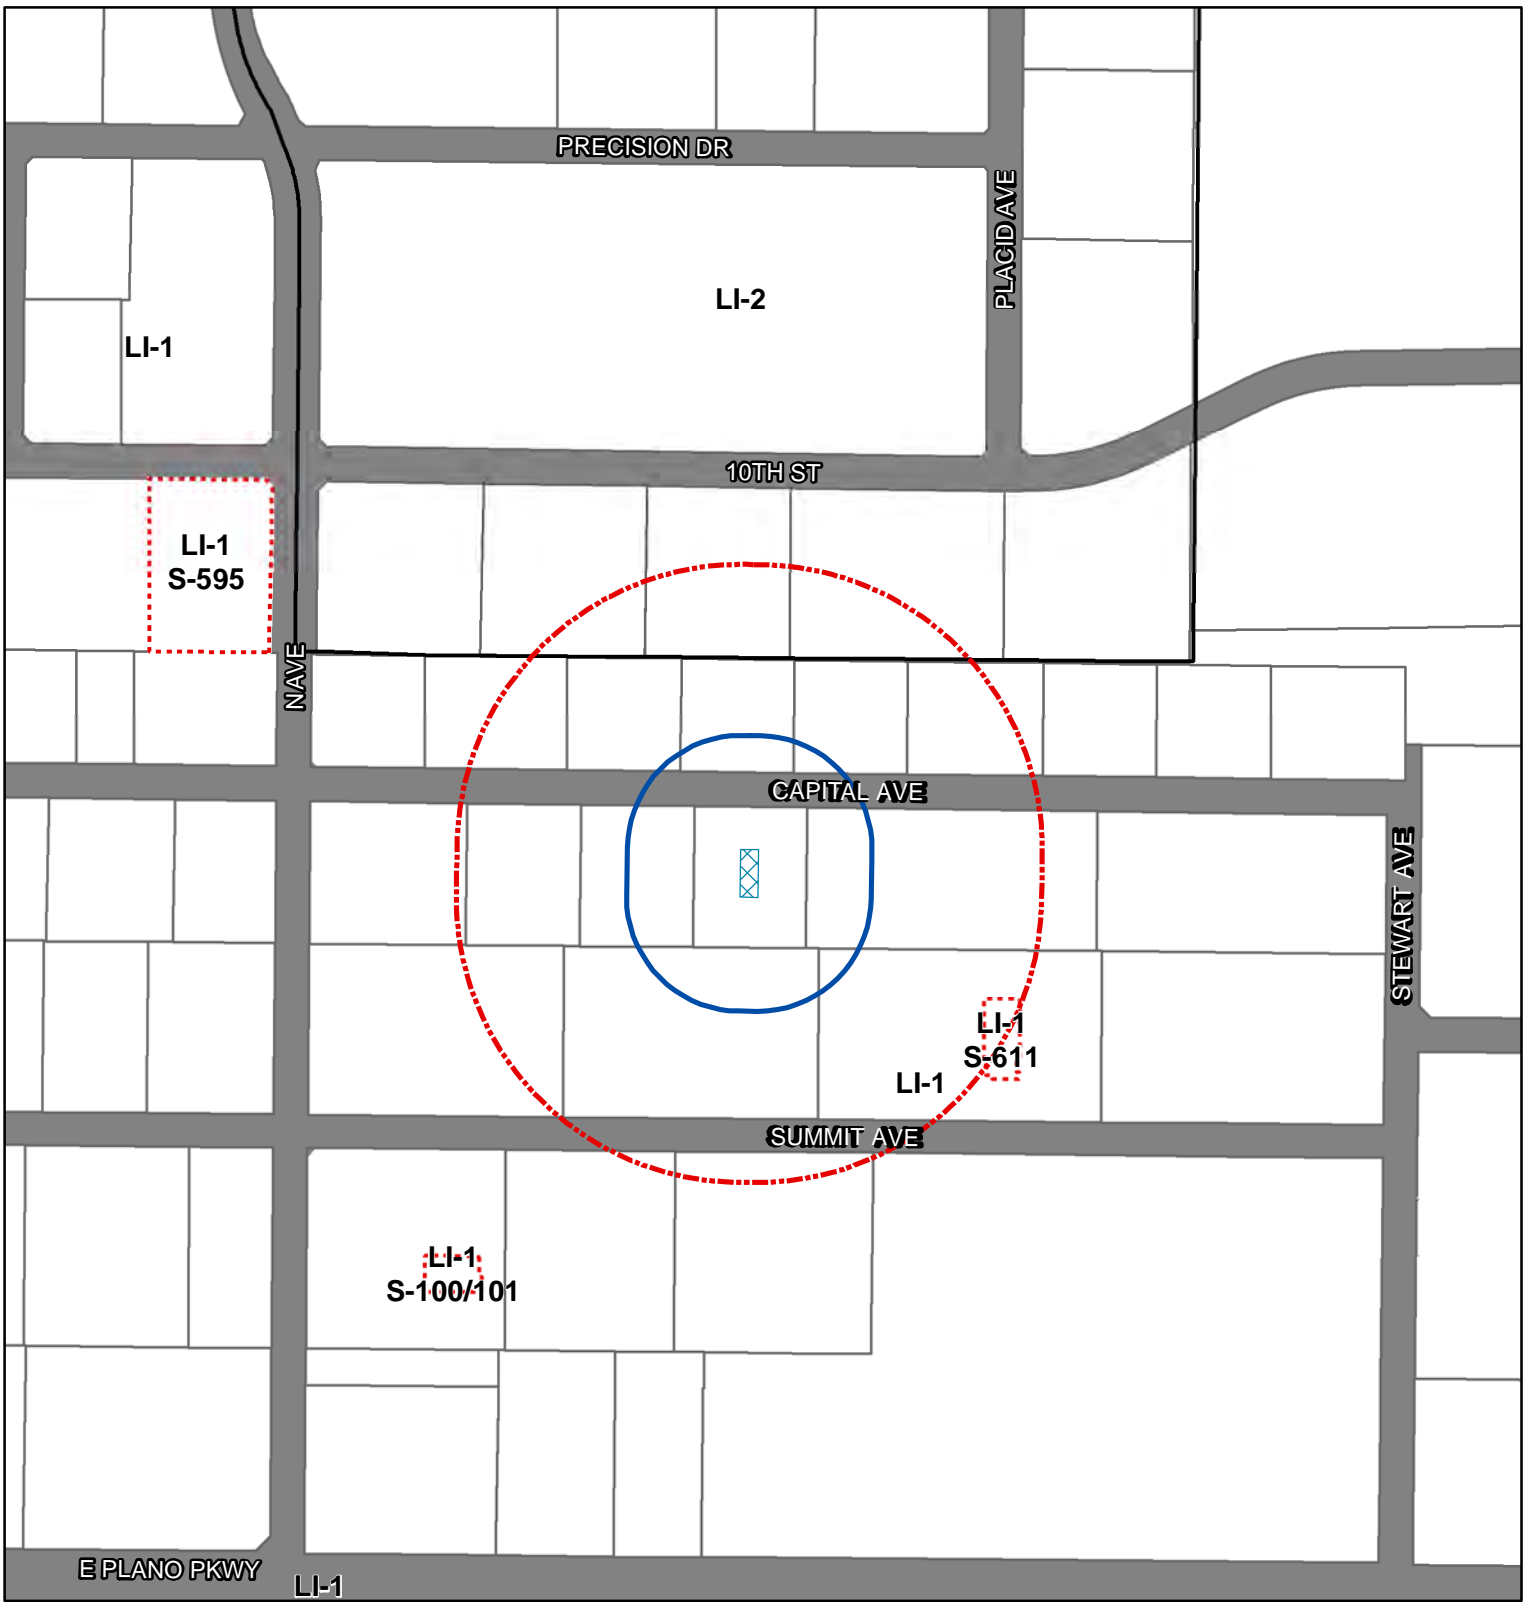 PRECISION DR
PLACID AVE
LI-2
LI-1
10TH ST
LI-1
S-595
N AVE
CAPITAL AVE
STEWART AVE
LI-1
S-611
LI-1
SUMMIT AVE
LI-1
S-100/101
E PLANO PKWY
LI-1